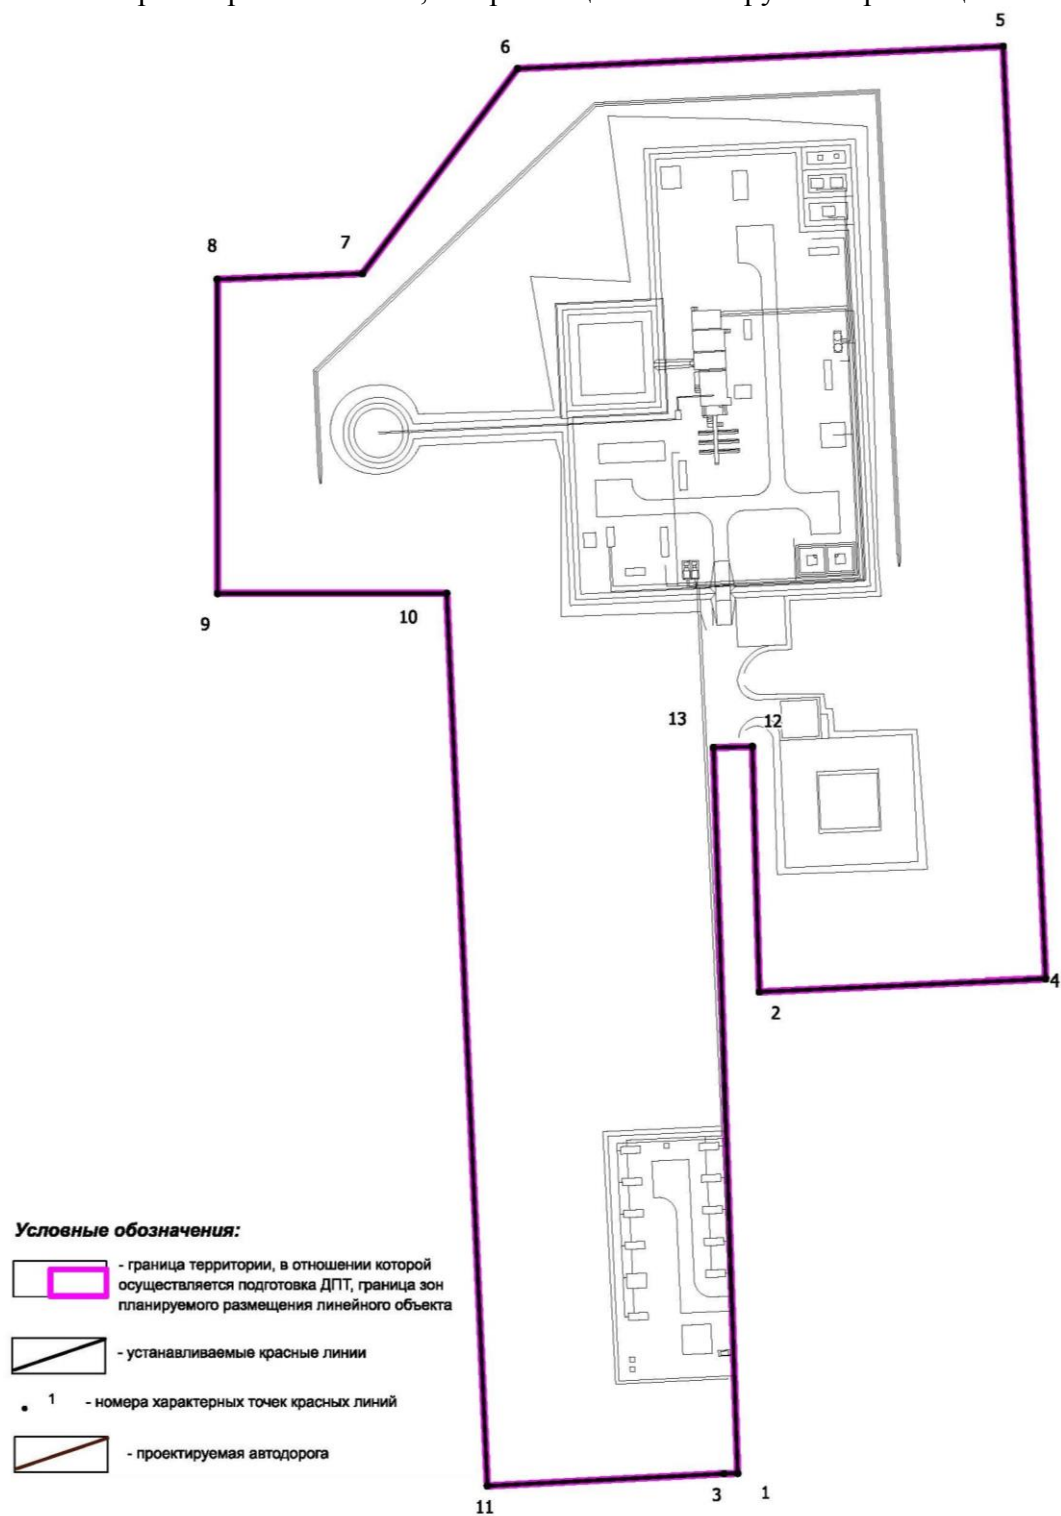 5
6
7
8
9
10
13
12
4
2
Условные обозначения:
- граница территории, в отношении которой
осуществляется подготовка ДПТ, граница зон
планируемого размещения линейного объекта
- устанавливаемые красные линии
1 - номера характерных точек красных линий
- проектируемая автодорога
11
3
1